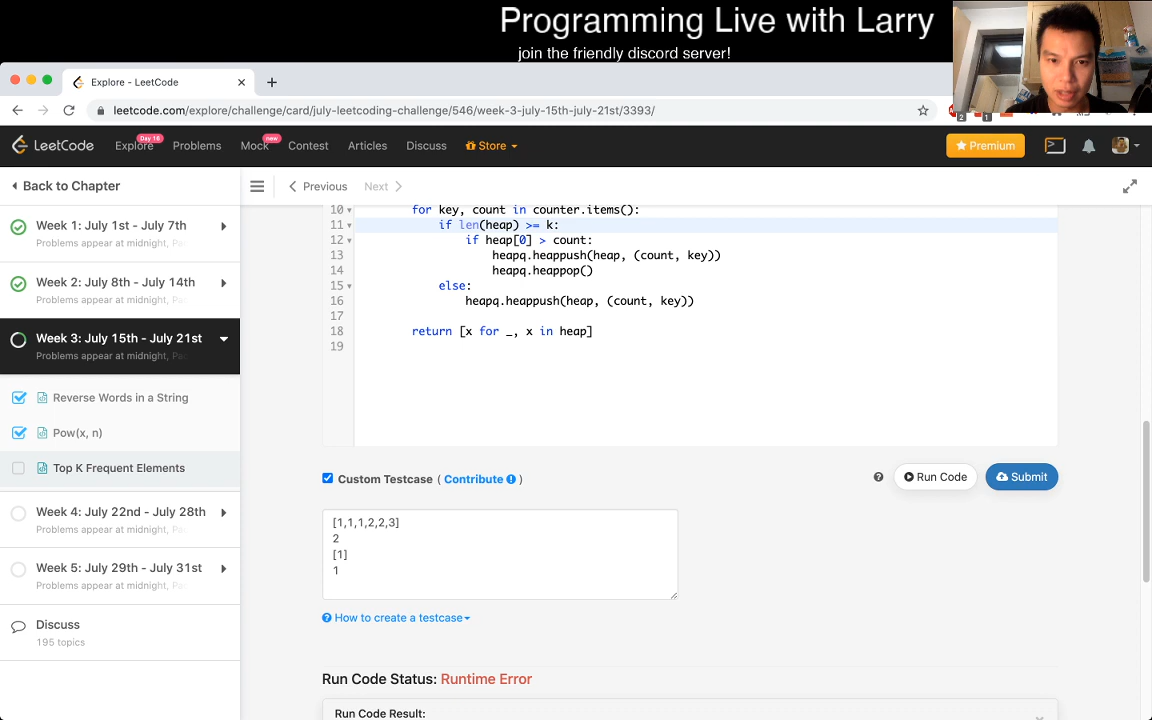 Programming Live with Larry
join the friendly discord server!
Explore - LeetCode
leetcode.com/explore/challenge/card/july-leetcoding-challenge/546/week-3-july-15th-july-21st/3393/
2
1
LeetCode
Explore
Day 16
Problems
Mock
new
Contest
Articles
Discuss
Store
Premium
Back to Chapter
Previous
Next
Week 1: July 1st - July 7th
Problems appear at midnight,
Week 2: July 8th - July 14th
Problems appear at midnight,
Week 3: July 15th - July 21st
Problems appear at midnight,
Reverse Words in a String
Pow(x, n)
Top K Frequent Elements
Week 4: July 22nd - July 28th
Problems appear at midnight,
Week 5: July 29th - July 31st
Problems appear at midnight,
Discuss
195 topics
10 for key, count in counter.items():
11 if len(heap) >= k:
12 if heap[0] > count:
13 heapq.heappush(heap, (count, key))
14 heapq.heappop()
15 else:
16 heapq.heappush(heap, (count, key))
17
18 return [x for _, x in heap]
19
Custom Testcase ( Contribute )
Run Code
Submit
[1,1,1,2,2,3]
2
[1]
1
How to create a testcase
Run Code Status: Runtime Error
Run Code Result: